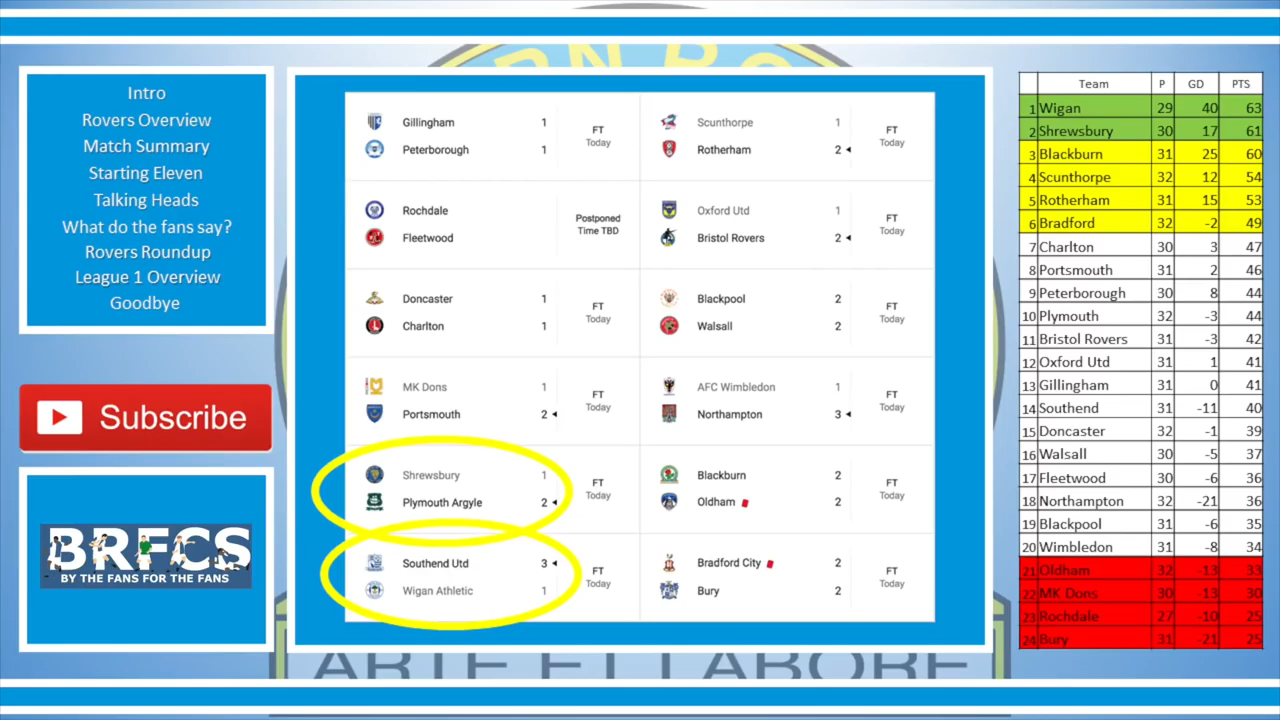 RN RO
Intro
Rovers Overview
Match Summary
Starting Eleven
Talking Heads
What do the fans say?
Rovers Roundup
League 1 Overview
Goodbye
Subscribe
BRFCS
BY THE FANS FOR THE FANS
Gillingham 1
Peterborough 1
FT
Today
Scunthorpe 1
Rotherham 2
FT
Today
Rochdale
Fleetwood
Postponed
Time TBD
Oxford Utd 1
Bristol Rovers 2
FT
Today
Doncaster 1
Charlton 1
FT
Today
Blackpool 2
Walsall 2
FT
Today
MK Dons 1
Portsmouth 2
FT
Today
AFC Wimbledon 1
Northampton 3
FT
Today
Shrewsbury 1
Plymouth Argyle 2
FT
Today
Blackburn 2
Oldham 2
FT
Today
Southend Utd 3
Wigan Athletic 1
FT
Today
Bradford City 2
Bury 2
FT
Today
ARTE ET LABORE
Team P GD PTS
1 Wigan 29 40 63
2 Shrewsbury 30 17 61
3 Blackburn 31 25 60
4 Scunthorpe 32 12 54
5 Rotherham 31 15 53
6 Bradford 32 -2 49
7 Charlton 30 3 47
8 Portsmouth 31 2 46
9 Peterborough 30 8 44
10 Plymouth 32 -3 44
11 Bristol Rovers 31 -3 42
12 Oxford Utd 31 1 41
13 Gillingham 31 0 41
14 Southend 31 -11 40
15 Doncaster 32 -1 39
16 Walsall 30 -5 37
17 Fleetwood 30 -6 36
18 Northampton 32 -21 36
19 Blackpool 31 -6 35
20 Wimbledon 31 -8 34
21 Oldham 32 -13 33
22 MK Dons 30 -13 30
23 Rochdale 27 -10 25
24 Bury 31 -21 25